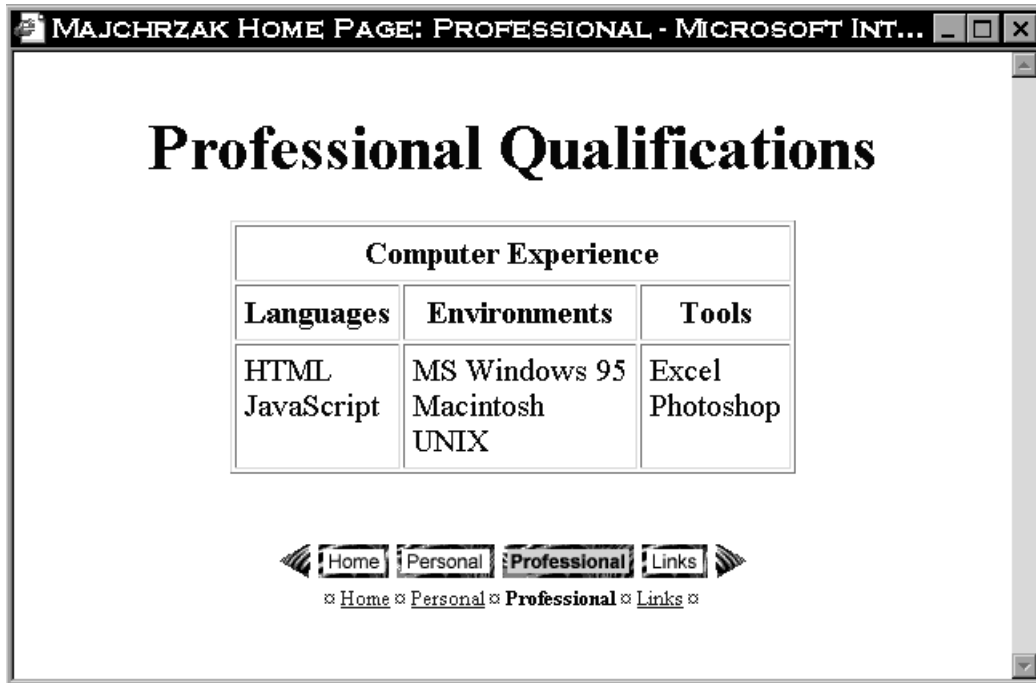 MAJCHRZAK HOME PAGE: PROFESSIONAL - MICROSOFT INT...
Professional Qualifications
Computer Experience
Languages Environments Tools
HTML MS Windows 95 Excel
JavaScript Macintosh Photoshop
UNIX
Home Personal Professional Links
¤ Home ¤ Personal ¤ Professional ¤ Links ¤